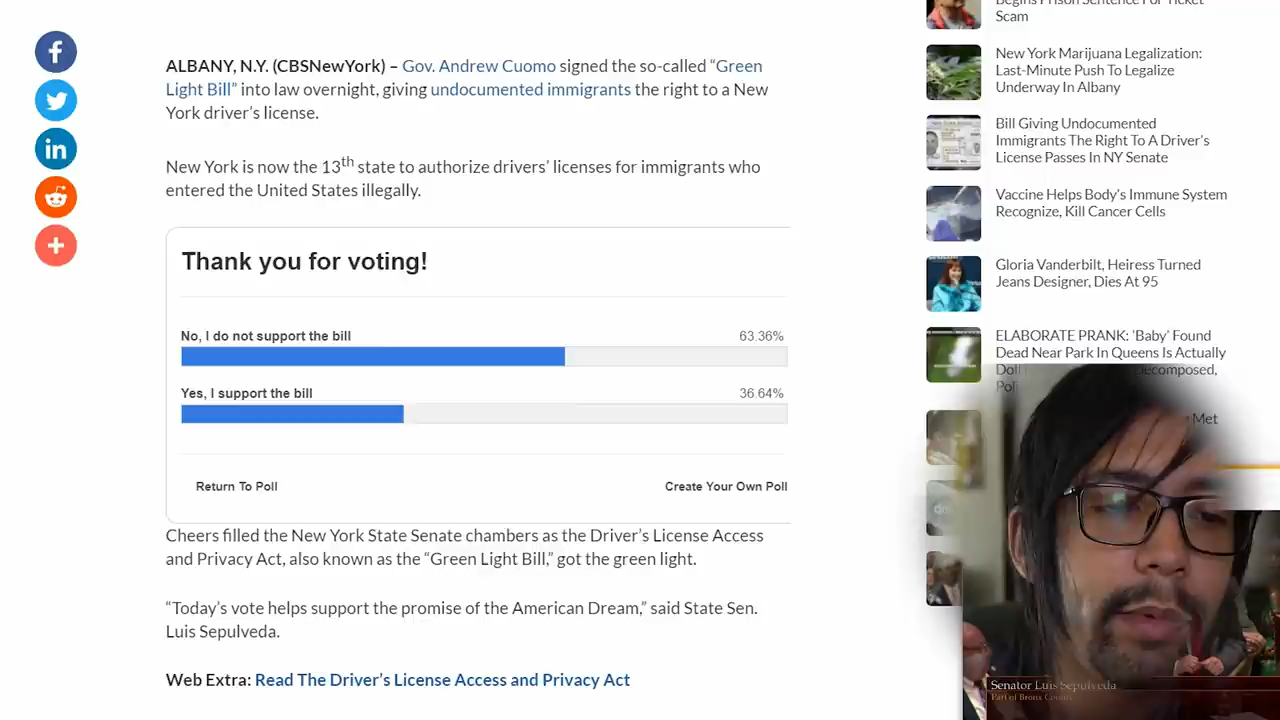 ALBANY, N.Y. (CBSNewYork) – Gov. Andrew Cuomo signed the so-called “Green
Light Bill” into law overnight, giving undocumented immigrants the right to a New
York driver’s license.
New York is now the 13th state to authorize drivers’ licenses for immigrants who
entered the United States illegally.
Thank you for voting!
No, I do not support the bill 63.36%
Yes, I support the bill 36.64%
Return To Poll Create Your Own Poll
Cheers filled the New York State Senate chambers as the Driver’s License Access
and Privacy Act, also known as the “Green Light Bill,” got the green light.
“Today’s vote helps support the promise of the American Dream,” said State Sen.
Luis Sepulveda.
Web Extra: Read The Driver’s License Access and Privacy Act
Begins Prison Sentence For Ticket
Scam
New York Marijuana Legalization:
Last-Minute Push To Legalize
Underway In Albany
Bill Giving Undocumented
Immigrants The Right To A Driver’s
License Passes In NY Senate
Vaccine Helps Body’s Immune System
Recognize, Kill Cancer Cells
Gloria Vanderbilt, Heiress Turned
Jeans Designer, Dies At 95
ELABORATE PRANK: ‘Baby’ Found
Dead Near Park In Queens Is Actually
Doll Decomposed,
Met
Senator Luis Sepulveda
Part of Bronx County